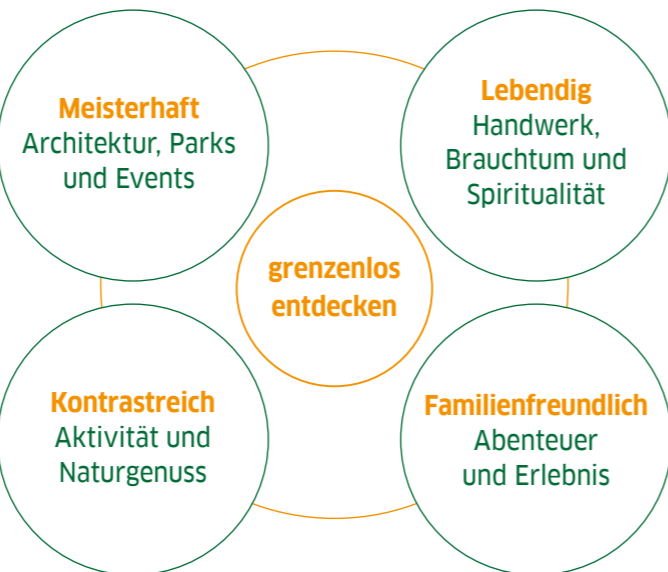 Meisterhaft
Architektur, Parks
und Events
Lebendig
Handwerk,
Brauchtum und
Spiritualität
grenzenlos
entdecken
Kontrastreich
Aktivität und
Naturgenuss
Familienfreundlich
Abenteuer
und Erlebnis